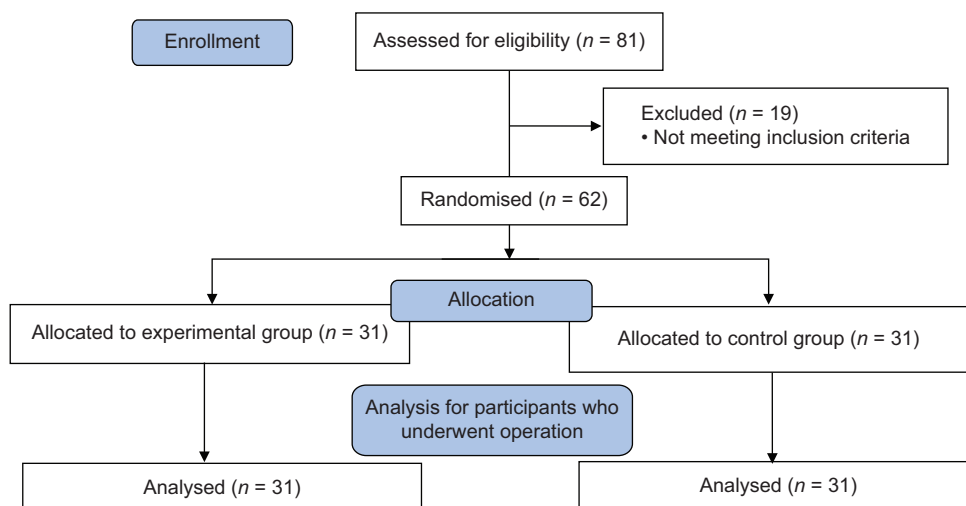 Enrollment
Assessed for eligibility (n = 81)
Excluded (n = 19)
• Not meeting inclusion criteria
Randomised (n = 62)
Allocation
Allocated to experimental group (n = 31)
Allocated to control group (n = 31)
Analysis for participants who
underwent operation
Analysed (n = 31)
Analysed (n = 31)